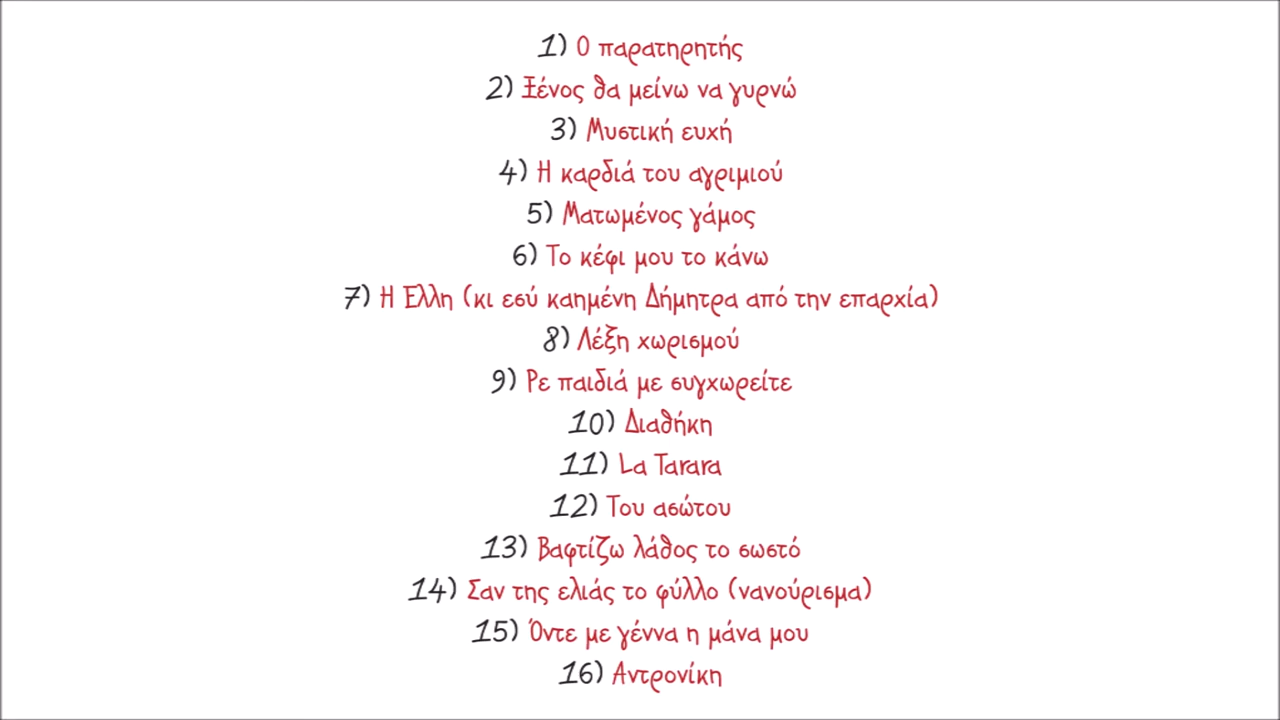 1) Ο παρατηρητής
2) Ξένος θα μείνω να γυρνώ
3) Μυστική ευχή
4) Η καρδιά του αγριμιού
5) Ματωμένος γάμος
6) Το κέφι μου το κάνω
7) Η Ελλη (κι εσύ καημένη Δήμητρα από την επαρχία)
8) Λέξη χωρισμού
9) Ρε παιδιά με συγχωρείτε
10) Διαθήκη
11) La Tarara
12) Του ασώτου
13) Βαφτίζω λάθος το σωστό
14) Σαν της ελιάς το φύλλο (νανούρισμα)
15) Όντε με γέννα η μάνα μου
16) Αντρονίκη